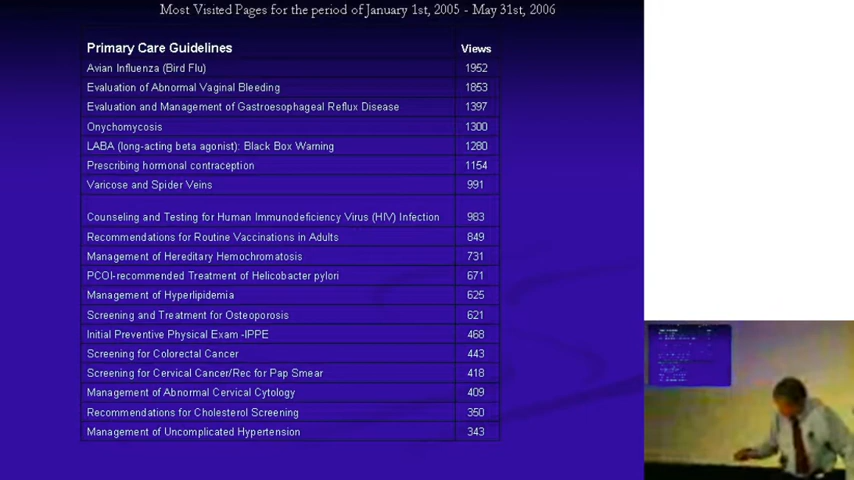 Most Visited Pages for the period of January 1st, 2005 - May 31st, 2006
Primary Care Guidelines Views
Avian Influenza (Bird Flu) 1952
Evaluation of Abnormal Vaginal Bleeding 1853
Evaluation and Management of Gastroesophageal Reflux Disease 1397
Onychomycosis 1300
LABA (long-acting beta agonist): Black Box Warning 1280
Prescribing hormonal contraception 1154
Varicose and Spider Veins 991
Counseling and Testing for Human Immunodeficiency Virus (HIV) Infection 983
Recommendations for Routine Vaccinations in Adults 849
Management of Hereditary Hemochromatosis 731
PCOI-recommended Treatment of Helicobacter pylori 671
Management of Hyperlipidemia 625
Screening and Treatment for Osteoporosis 621
Initial Preventive Physical Exam -IPPE 468
Screening for Colorectal Cancer 443
Screening for Cervical Cancer/Rec for Pap Smear 418
Management of Abnormal Cervical Cytology 409
Recommendations for Cholesterol Screening 350
Management of Uncomplicated Hypertension 343